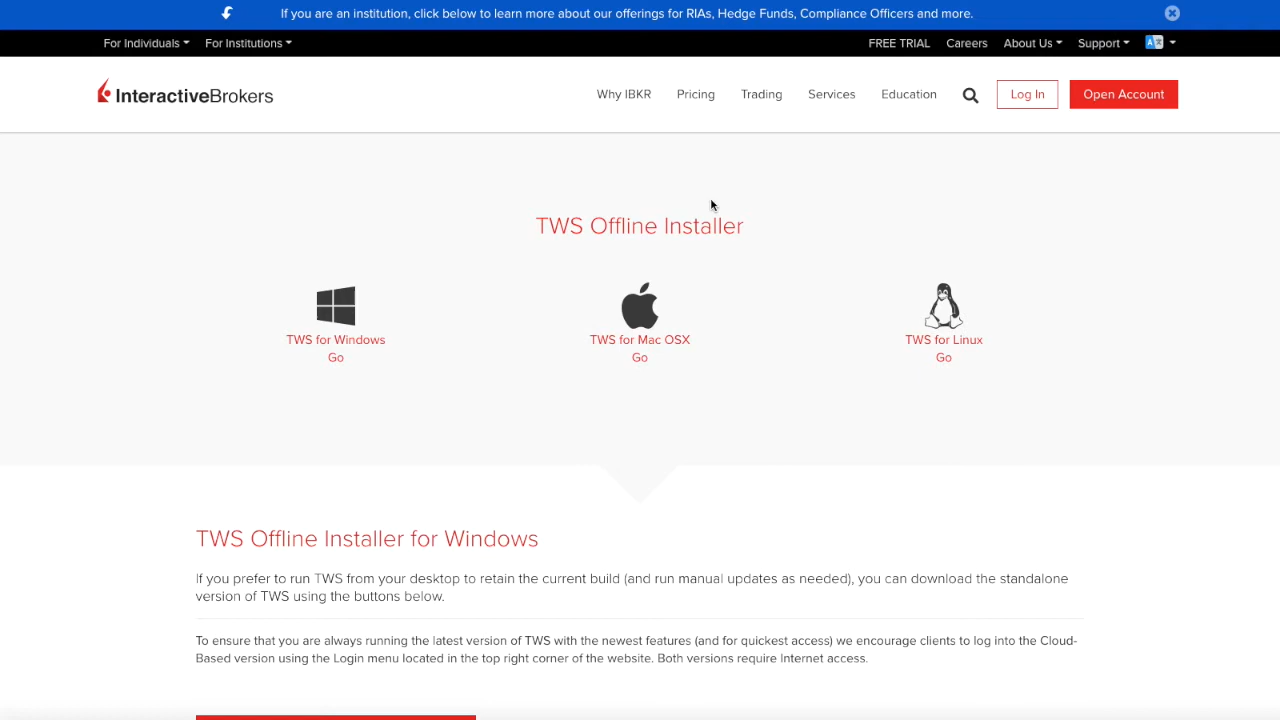 If you are an institution, click below to learn more about our offerings for RIAs, Hedge Funds, Compliance Officers and more.
For Individuals For Institutions FREE TRIAL Careers About Us Support
InteractiveBrokers Why IBKR Pricing Trading Services Education Log In Open Account
TWS Offline Installer
TWS for Windows TWS for Mac OSX TWS for Linux
Go Go Go
TWS Offline Installer for Windows
If you prefer to run TWS from your desktop to retain the current build (and run manual updates as needed), you can download the standalone
version of TWS using the buttons below.
To ensure that you are always running the latest version of TWS with the newest features (and for quickest access) we encourage clients to log into the Cloud-
Based version using the Login menu located in the top right corner of the website. Both versions require Internet access.